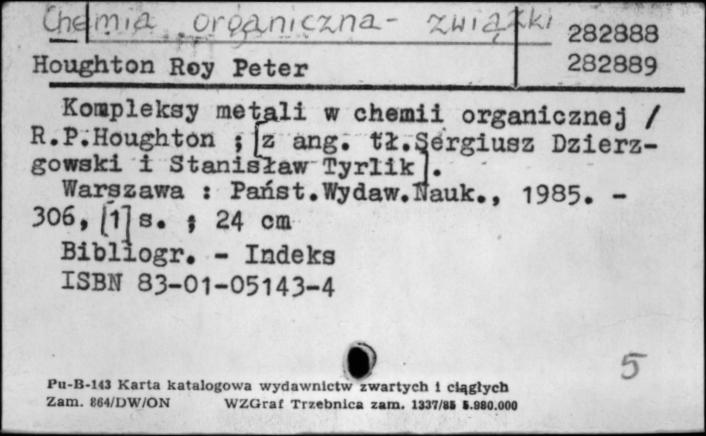 Chemia organiczna - związki
282888
Houghton Roy Peter 282889
Kompleksy metali w chemii organicznej /
R.P.Houghton ; [z ang. tł.Sergiusz Dzierz-
gowski i Stanisław Tyrlik].
Warszawa : Państ.Wydaw.Nauk., 1985. -
306, [1] s. ; 24 cm
Bibliogr. - Indeks
ISBN 83-01-05143-4
5
Pu-B-143 Karta katalogowa wydawnictw zwartych i ciągłych
Zam. 864/DW/ON WZGraf Trzebnica zam. 1337/85 5.980.000